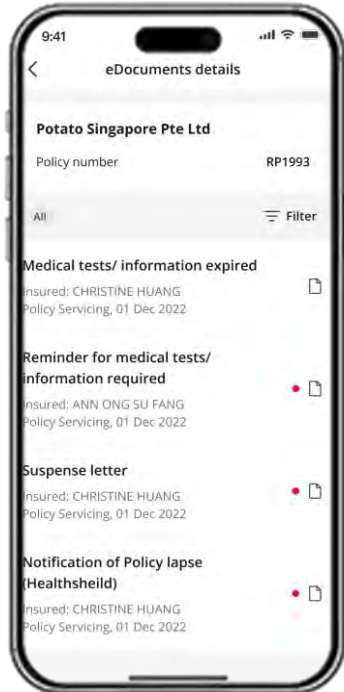 9:41
eDocuments details
Potato Singapore Pte Ltd
Policy number RP1993
All Filter
Medical tests/ information expired
Insured: CHRISTINE HUANG
Policy Servicing, 01 Dec 2022
Reminder for medical tests/
information required
Insured: ANN ONG SU FANG
Policy Servicing, 01 Dec 2022
Suspense letter
Insured: CHRISTINE HUANG
Policy Servicing, 01 Dec 2022
Notification of Policy lapse
(Healthsheild)
Insured: CHRISTINE HUANG
Policy Servicing, 01 Dec 2022